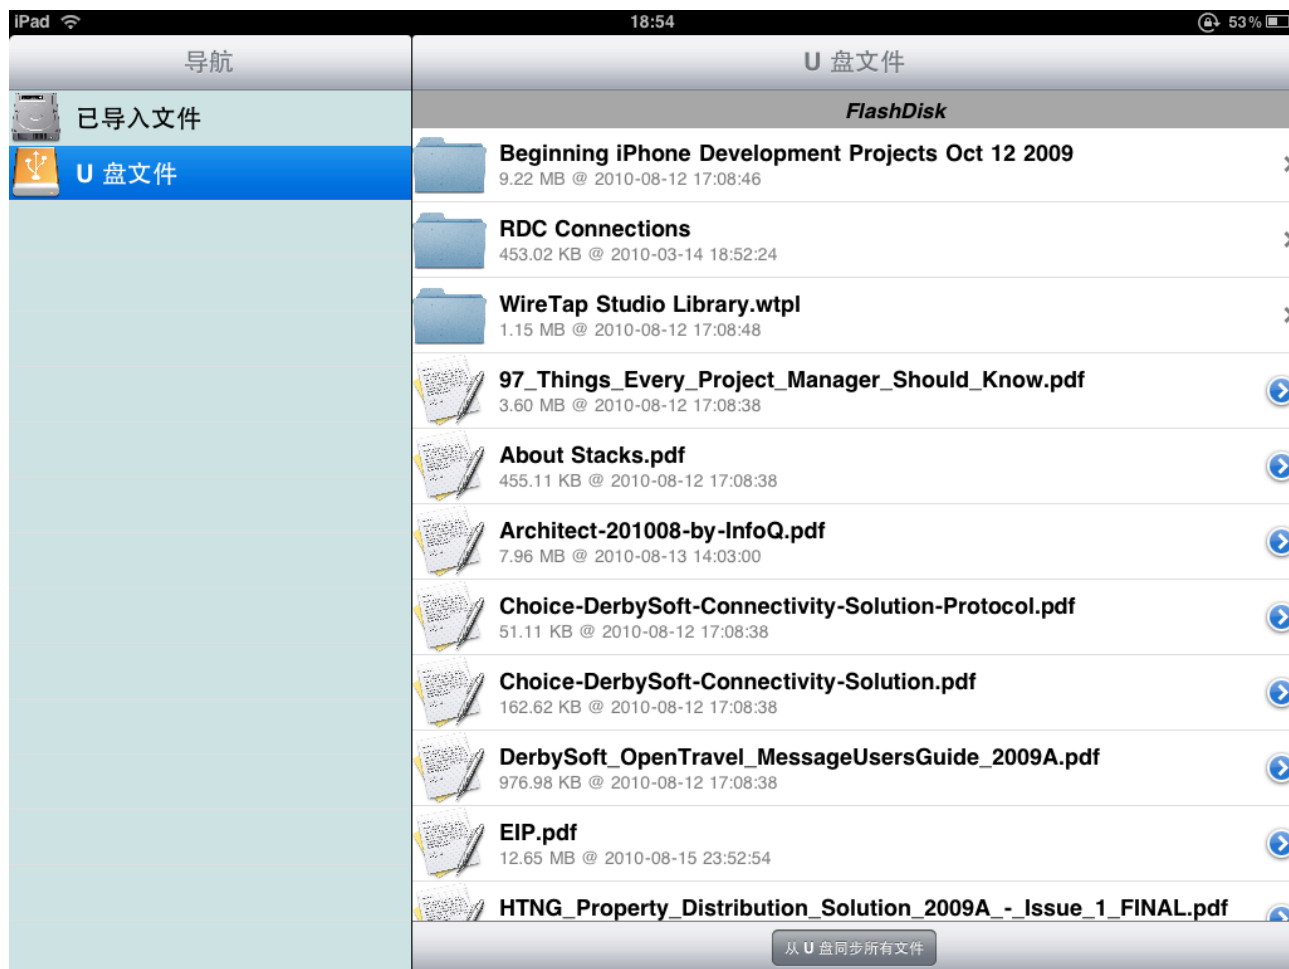 iPad 18:54 53%
导航
U 盘文件
已导入文件
U 盘文件
FlashDisk
Beginning iPhone Development Projects Oct 12 2009
9.22 MB @ 2010-08-12 17:08:46
RDC Connections
453.02 KB @ 2010-03-14 18:52:24
WireTap Studio Library.wtpl
1.15 MB @ 2010-08-12 17:08:48
97_Things_Every_Project_Manager_Should_Know.pdf
3.60 MB @ 2010-08-12 17:08:38
About Stacks.pdf
455.11 KB @ 2010-08-12 17:08:38
Architect-201008-by-InfoQ.pdf
7.96 MB @ 2010-08-13 14:03:00
Choice-DerbySoft-Connectivity-Solution-Protocol.pdf
51.11 KB @ 2010-08-12 17:08:38
Choice-DerbySoft-Connectivity-Solution.pdf
162.62 KB @ 2010-08-12 17:08:38
DerbySoft_OpenTravel_MessageUsersGuide_2009A.pdf
976.98 KB @ 2010-08-12 17:08:38
EIP.pdf
12.65 MB @ 2010-08-15 23:52:54
HTNG_Property_Distribution_Solution_2009A_-_Issue_1_FINAL.pdf
从 U 盘同步所有文件